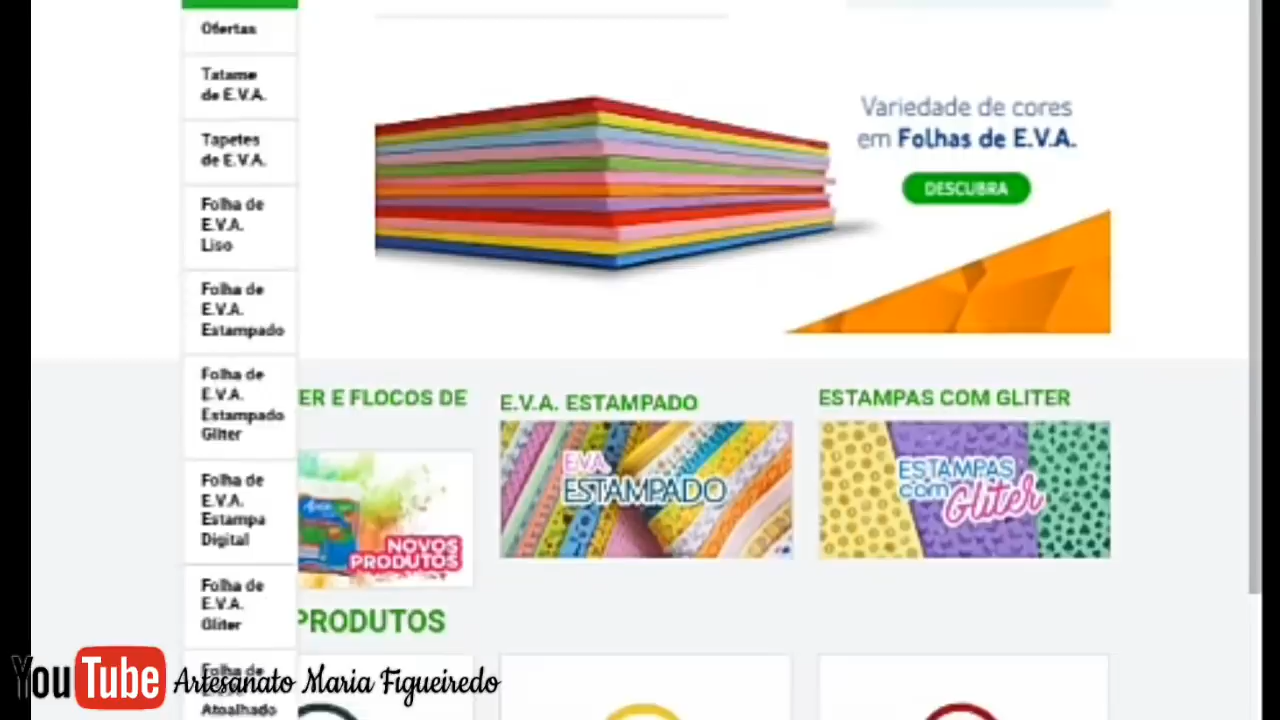 Ofertas
Tatame
de E.V.A.
Tapetes
de E.V.A.
Folha de
E.V.A.
Liso
Folha de
E.V.A.
Estampado
Folha de
E.V.A.
Estampado
Gliter
Folha de
E.V.A.
Estampa
Digital
Folha de
E.V.A.
Gliter
Folha de
E.V.A.
Atoalhado
Variedade de cores
em Folhas de E.V.A.
DESCUBRA
ER E FLOCOS DE
NOVOS
PRODUTOS
E.V.A. ESTAMPADO
EVA
ESTAMPADO
ESTAMPAS COM GLITER
ESTAMPAS
com Gliter
PRODUTOS
YouTube Artesanato Maria Figueiredo